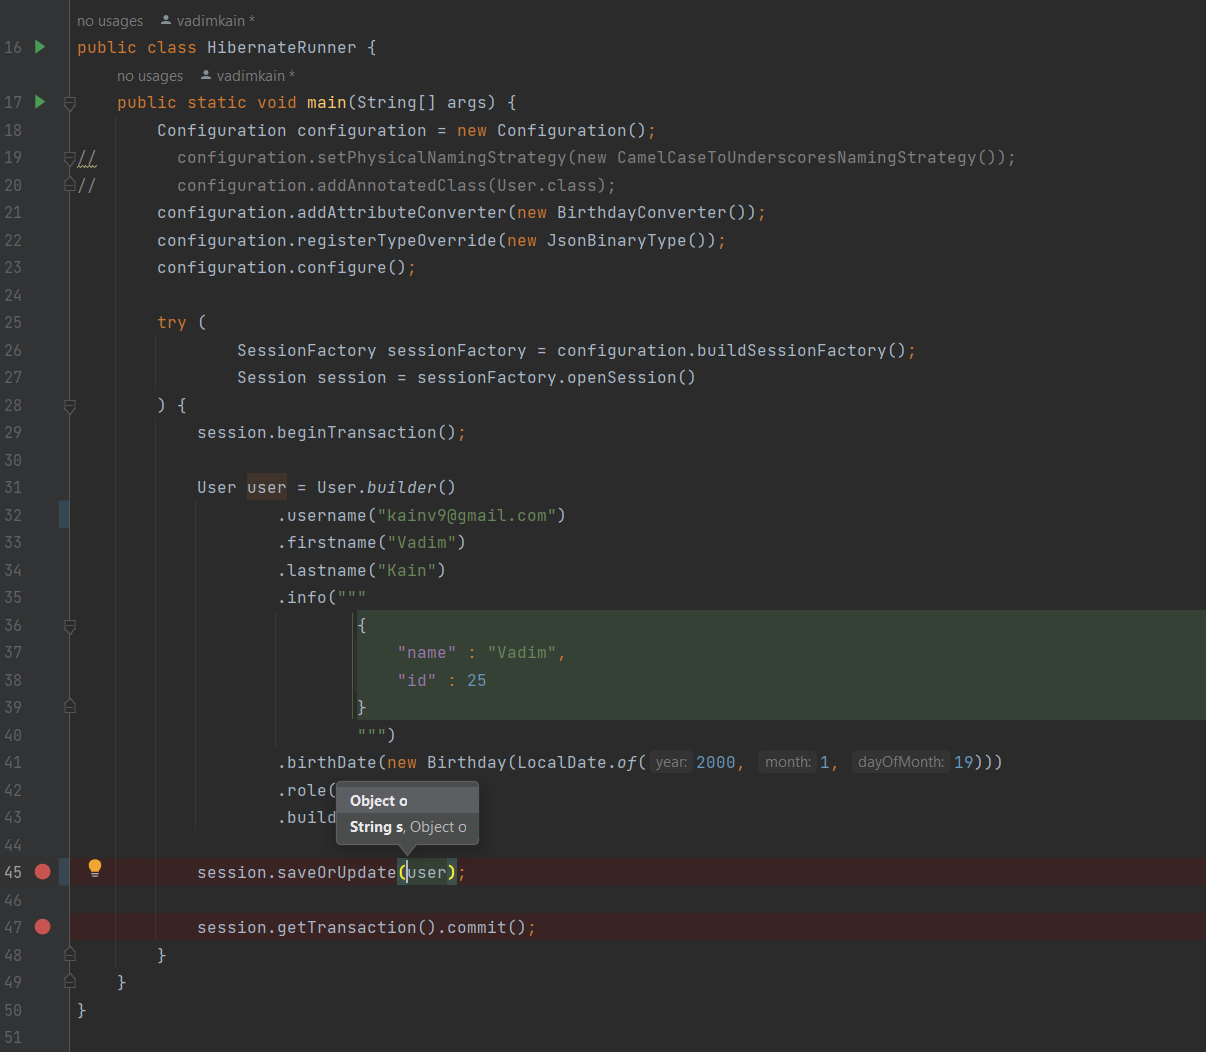 no usages vadimkain *
16 public class HibernateRunner {
no usages vadimkain *
17 public static void main(String[] args) {
18 Configuration configuration = new Configuration();
19 // configuration.setPhysicalNamingStrategy(new CamelCaseToUnderscoresNamingStrategy());
20 // configuration.addAnnotatedClass(User.class);
21 configuration.addAttributeConverter(new BirthdayConverter());
22 configuration.registerTypeOverride(new JsonBinaryType());
23 configuration.configure();
24
25 try (
26 SessionFactory sessionFactory = configuration.buildSessionFactory();
27 Session session = sessionFactory.openSession()
28 ) {
29 session.beginTransaction();
30
31 User user = User.builder()
32 .username("kainv9@gmail.com")
33 .firstname("Vadim")
34 .lastname("Kain")
35 .info("""
36 {
37 "name" : "Vadim",
38 "id" : 25
39 }
40 """)
41 .birthDate(new Birthday(LocalDate.of( year: 2000, month: 1, dayOfMonth: 19)))
42 .role(
Object o
43 .build
String s, Object o
44
45 session.saveOrUpdate(user);
46
47 session.getTransaction().commit();
48 }
49 }
50 }
51